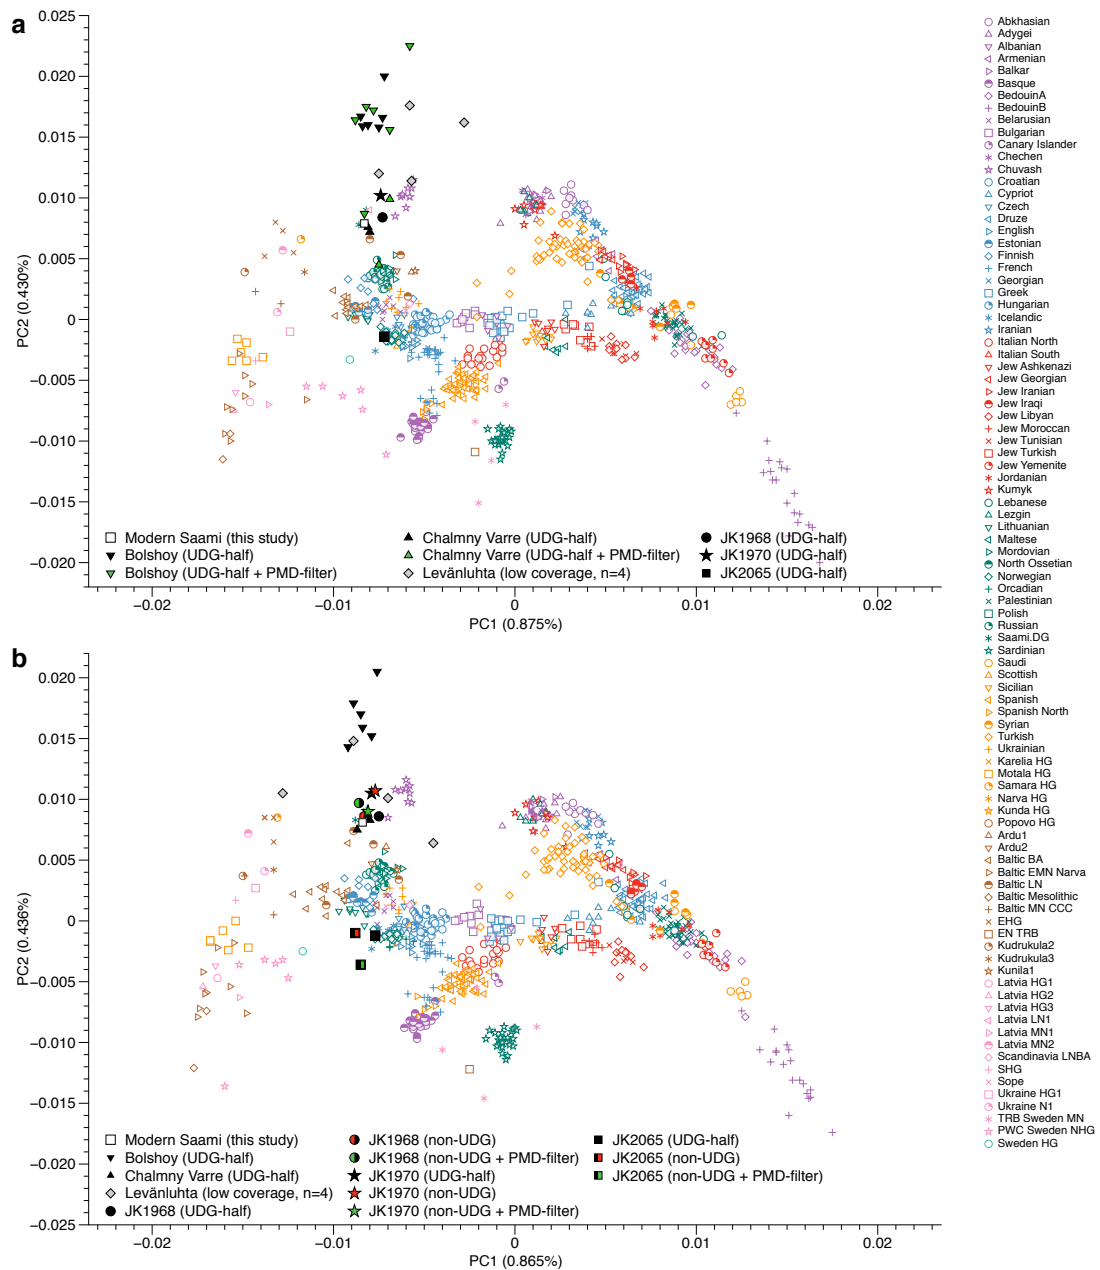 a
0.025
0.020
0.015
0.010
0.005
0
−0.005
−0.010
−0.015
−0.020
PC2 (0.430%)
Modern Saami (this study)
Bolshoy (UDG-half)
Bolshoy (UDG-half + PMD-filter)
Chalmny Varre (UDG-half)
Chalmny Varre (UDG-half + PMD-filter)
Levänluhta (low coverage, n=4)
JK1968 (UDG-half)
JK1970 (UDG-half)
JK2065 (UDG-half)
−0.02
−0.01
0
0.01
0.02
PC1 (0.875%)
b
0.020
0.015
0.010
0.005
0
−0.005
−0.010
−0.015
−0.020
−0.025
PC2 (0.436%)
Modern Saami (this study)
Bolshoy (UDG-half)
Chalmny Varre (UDG-half)
Levänluhta (low coverage, n=4)
JK1968 (UDG-half)
JK1968 (non-UDG)
JK1968 (non-UDG + PMD-filter)
JK1970 (UDG-half)
JK1970 (non-UDG)
JK1970 (non-UDG + PMD-filter)
JK2065 (UDG-half)
JK2065 (non-UDG)
JK2065 (non-UDG + PMD-filter)
−0.02
−0.01
0
0.01
0.02
PC1 (0.865%)
Abkhasian
Adygei
Albanian
Armenian
Balkar
Basque
BedouinA
BedouinB
Belarusian
Bulgarian
Canary Islander
Chechen
Chuvash
Croatian
Cypriot
Czech
Druze
English
Estonian
Finnish
French
Georgian
Greek
Hungarian
Icelandic
Iranian
Italian North
Italian South
Jew Ashkenazi
Jew Georgian
Jew Iranian
Jew Iraqi
Jew Libyan
Jew Moroccan
Jew Tunisian
Jew Turkish
Jew Yemenite
Jordanian
Kumyk
Lebanese
Lezgin
Lithuanian
Maltese
Mordovian
North Ossetian
Norwegian
Orcadian
Palestinian
Polish
Russian
Saami.DG
Sardinian
Saudi
Scottish
Sicilian
Spanish
Spanish North
Syrian
Turkish
Ukrainian
Karelia HG
Motala HG
Samara HG
Narva HG
Kunda HG
Popovo HG
Ardu1
Ardu2
Baltic BA
Baltic EMN Narva
Baltic LN
Baltic Mesolithic
Baltic MN CCC
EHG
EN TRB
Kudrukula2
Kudrukula3
Kunila1
Latvia HG1
Latvia HG2
Latvia HG3
Latvia LN1
Latvia MN1
Latvia MN2
Scandinavia LNBA
SHG
Sope
Ukraine HG1
Ukraine N1
TRB Sweden MN
PWC Sweden NHG
Sweden HG